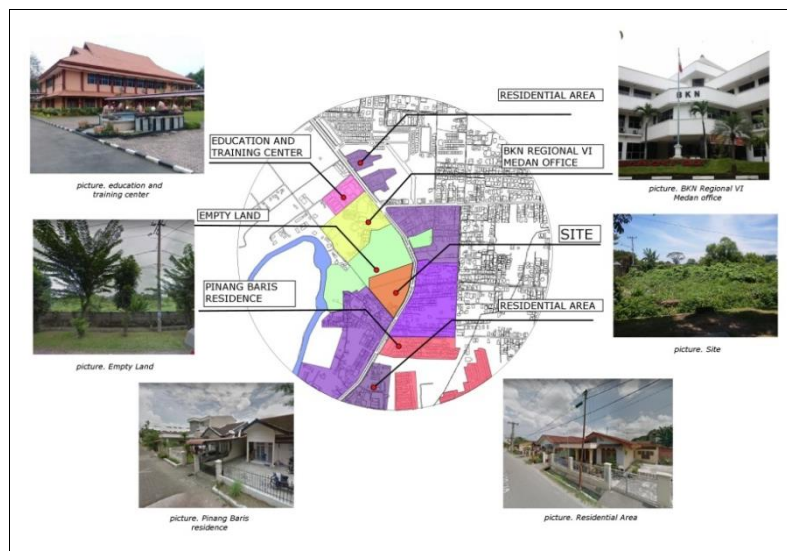 RESIDENTIAL AREA
EDUCATION AND
TRAINING CENTER
BKN REGIONAL VI
MEDAN OFFICE
EMPTY LAND
SITE
PINANG BARIS
RESIDENCE
RESIDENTIAL AREA
BKN
picture. education and
training center
picture. BKN Regional VI
Medan office
picture. Empty Land
picture. Site
picture. Pinang Baris
residence
picture. Residential Area